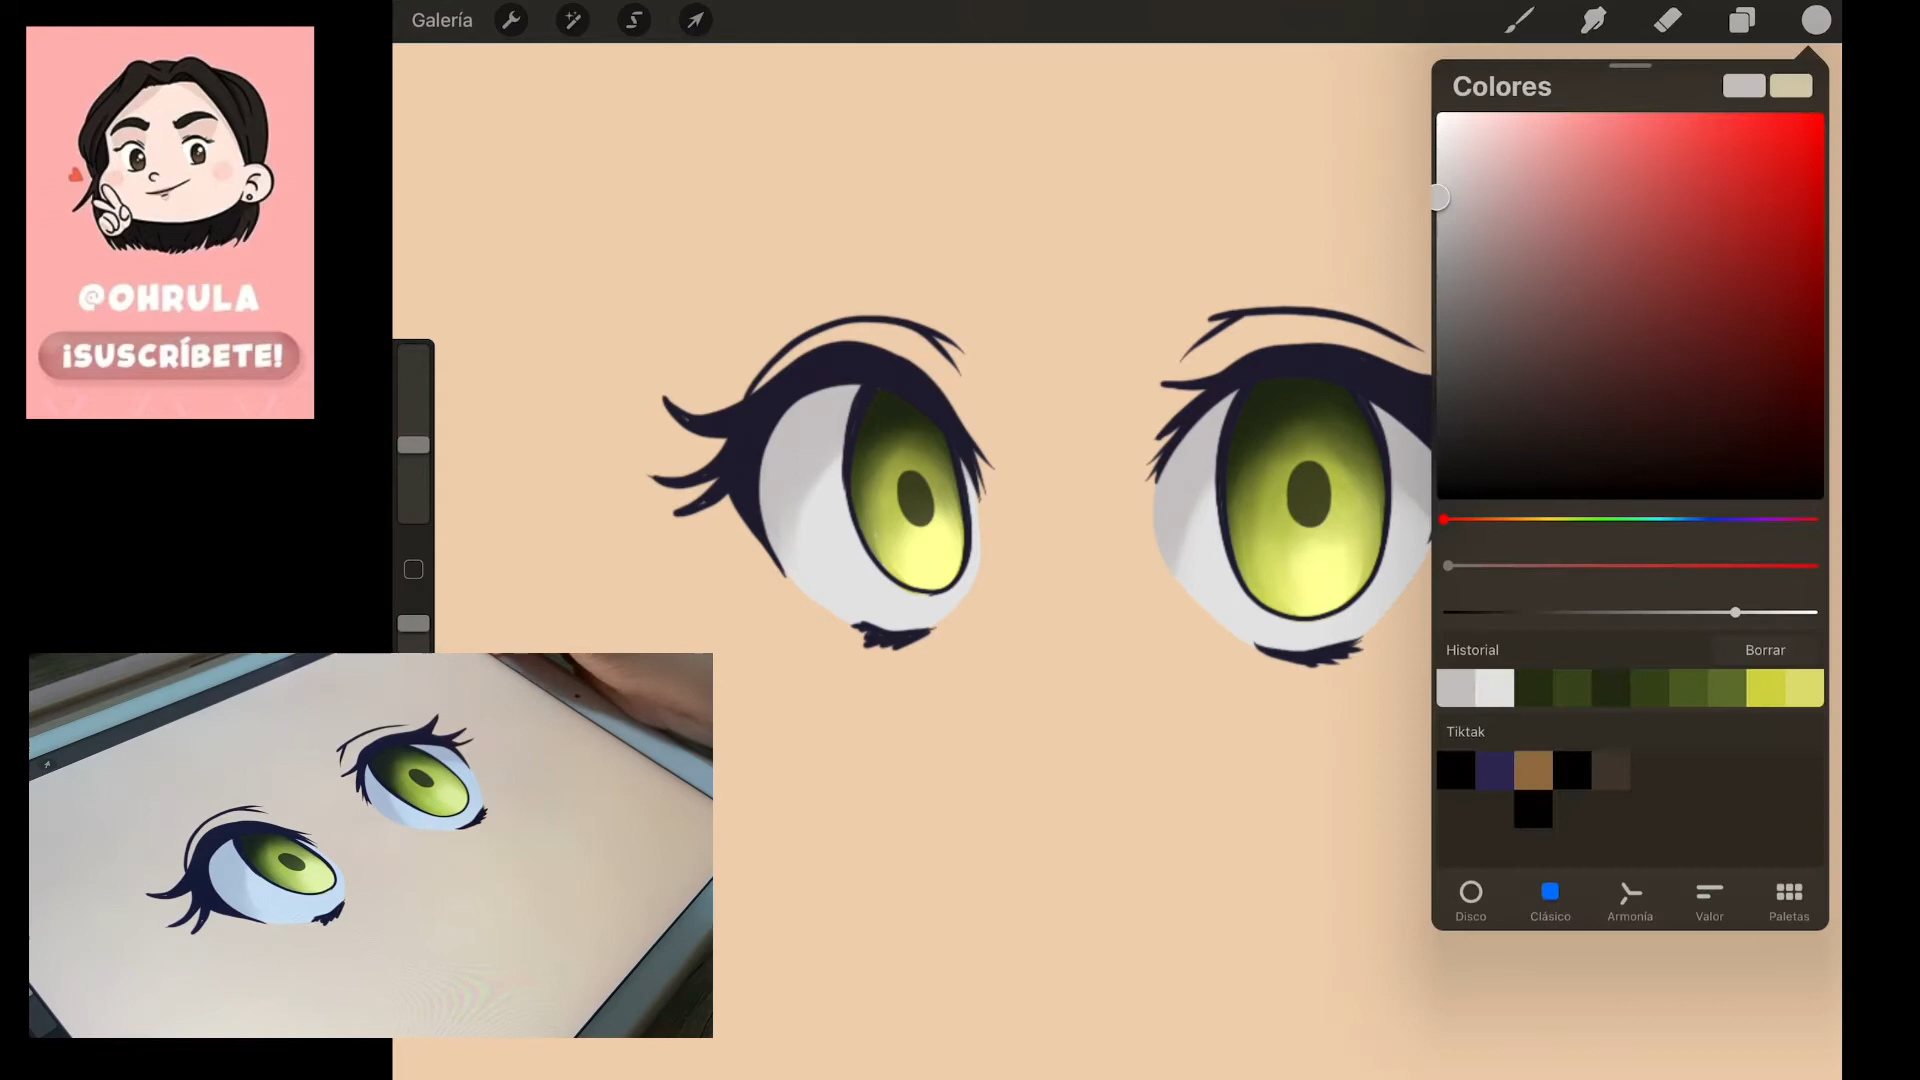 Galería
@OHRULA
¡SUSCRÍBETE!
Colores
Historial
Borrar
Tiktak
Disco
Clásico
Armonía
Valor
Paletas